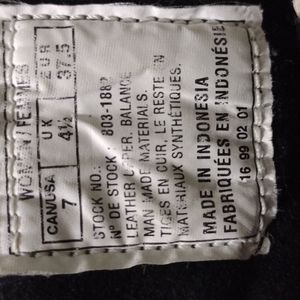 WOMEN/FEMMES
CAN/USA UK EUR
7 4½ 37.5
STOCK NO.
Nº DE STOCK : 803-1882
LEATHER UPPER. BALANCE
MAN MADE MATERIALS.
TIGES EN CUIR, LE RESTE EN
MATERIAUX SYNTHÉTIQUES.
MADE IN INDONESIA
FABRIQUÉES EN INDONÉSIE
16 99 02 01